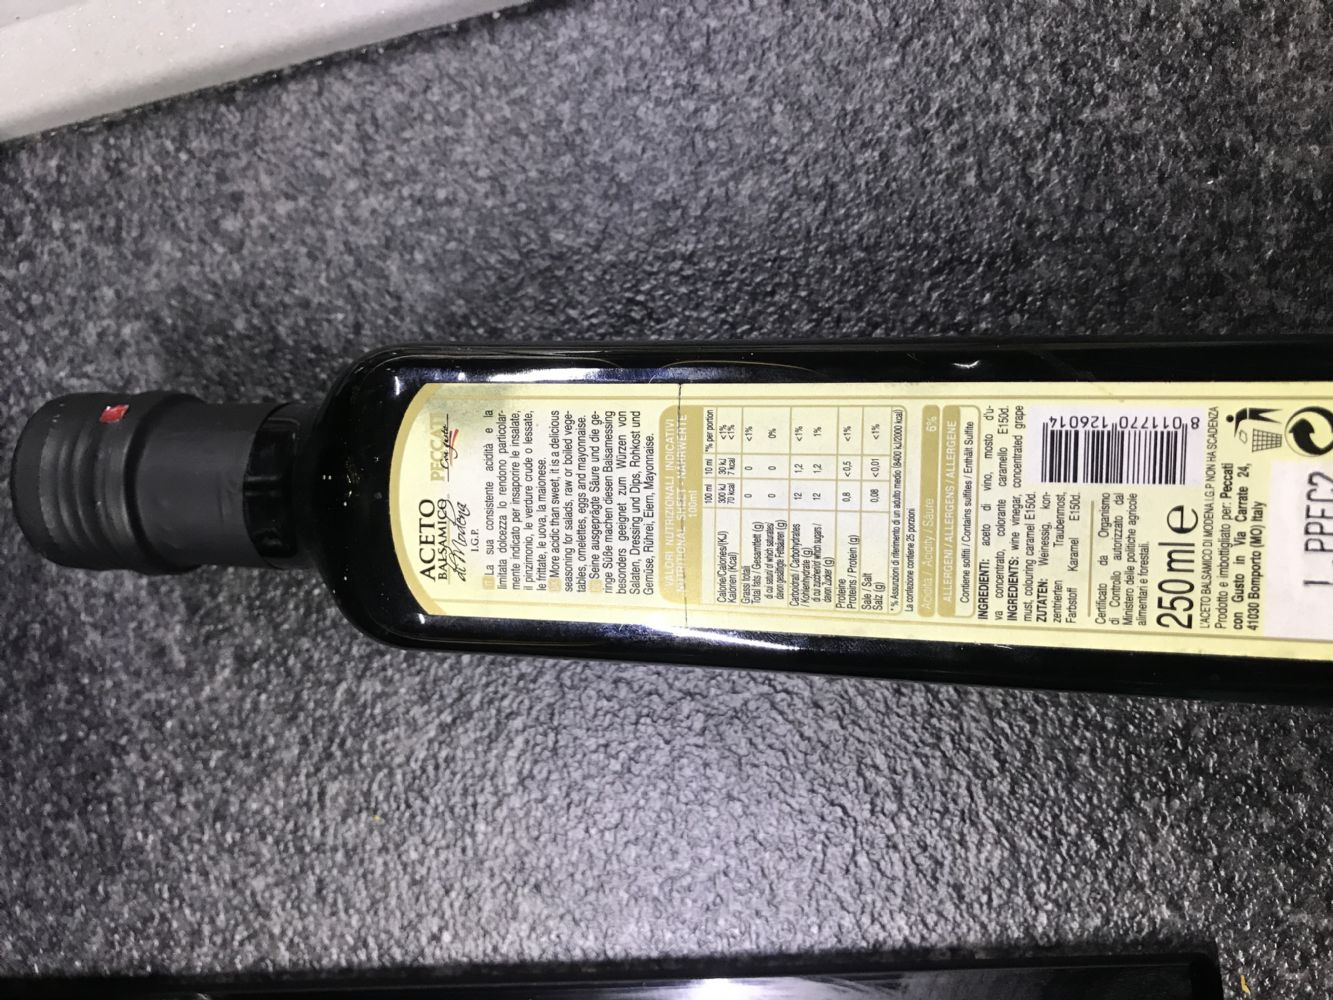 ACETO
BALSAMICO
di Modena
I.G.P.
PECCATI
Con gusto
La sua consistente acidità e la
limitata dolcezza lo rendono particolar-
mente indicato per insaporire le insalate,
il pinzimonio, le verdure crude o lessate,
le frittate, le uova, la maionese.
More acidic than sweet, it is a delicious
seasoning for salads, raw or boiled vege-
tables, omelettes, eggs and mayonnaise.
Seine ausgeprägte Säure und die ge-
ringe Süße machen diesen Balsamessing
besonders geeignet zum Würzen von
Salaten, Dressing und Dips, Rohkost und
Gemüse, Rührei, Eiern, Mayonnaise.
VALORI NUTRIZIONALI INDICATIVI
NUTRITIONAL SHEET - NÄHRWERTE
100ml
100 ml 10 ml *% per portion
Calorie/Calories(KJ) 300 kJ 30 kJ <1%
Kalorien (Kcal) 70 kcal 7 kcal <1%
Grassi totali
Total fass / Gesamtfett (g) 0 0 <1%
di cui saturi/ of which saturates/
davon gesättigte Fettsäuren (g) 0 0 0%
Carboidrati / Carbohydrates
/ Kohlenhydrate (g) 12 1,2 <1%
di cui zuccheri/of which sugars /
davon Zucker (g) 12 1,2 1%
Proteine
Proteins / Protein (g) 0,8 <0,5 <1%
Sale / Salt
Salz (g) 0,08 <0,01 <1%
*% Assunzioni di riferimento di un adulto medio (8400 kJ/2000 kcal)
La confezione contiene 25 porzioni
Acidità / Acidity / Säure 6%
ALLERGENI / ALLERGENS / ALLERGENE
Contiene solfiti / Contains sulfites / Enthält Sulfite
INGREDIENTI: aceto di vino, mosto d'u-
va concentrato, colorante caramello E150d.
INGREDIENTS: wine vinegar, concentrated grape
must, colouring caramel E150d.
ZUTATEN: Weinessig, kon-
zentrierten Traubenmost,
Farbstoff Karamel E150d.
Certificato da Organismo
di Controllo autorizzato dal
Ministero delle politiche agricole
alimentari e forestali.
8 011770 126014
250 ml e
L'ACETO BALSAMICO DI MODENA I.G.P. NON HA SCADENZA
Prodotto e imbottigliato per: Peccati
con Gusto in Via Carrate 24,
41030 Bomporto (MO) Italy